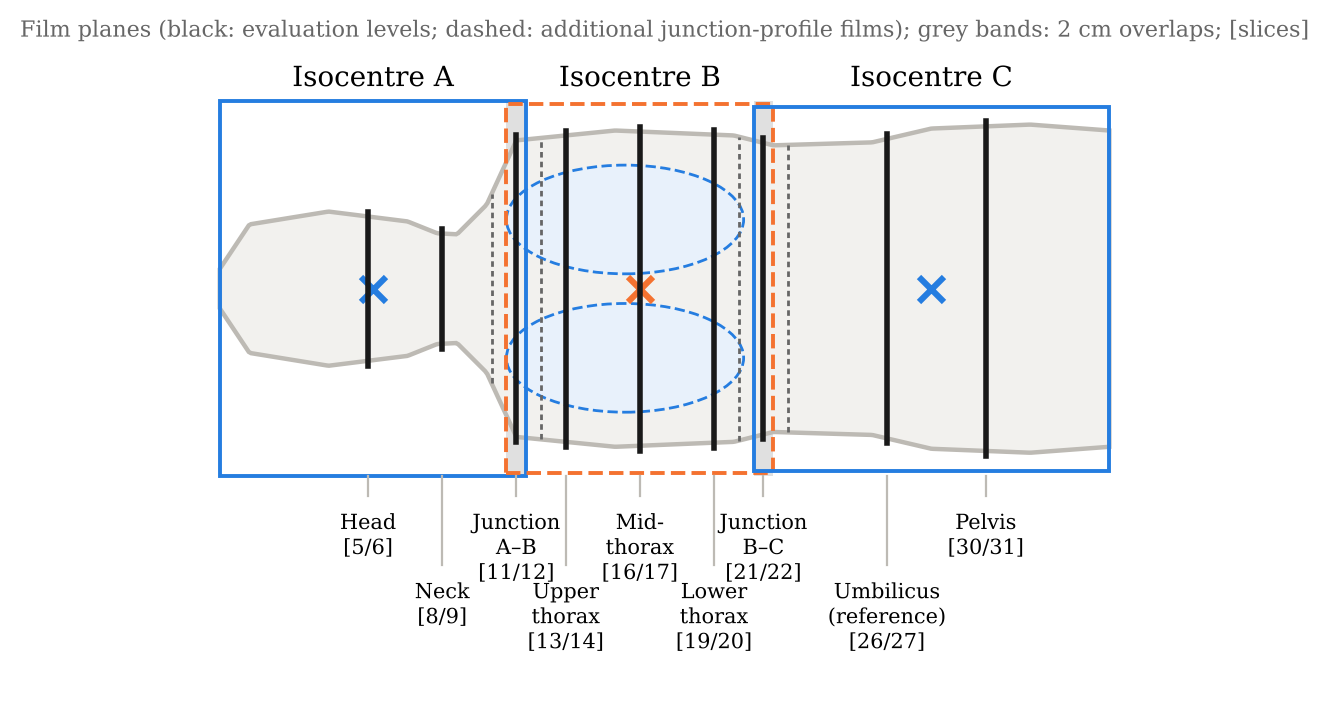 Film planes (black: evaluation levels; dashed: additional junction-profile films); grey bands: 2 cm overlaps; [slices]
Isocentre A
Isocentre B
Isocentre C
Head
[5/6]
Neck
[8/9]
Junction
A–B
[11/12]
Upper
thorax
[13/14]
Mid-
thorax
[16/17]
Lower
thorax
[19/20]
Junction
B–C
[21/22]
Umbilicus
(reference)
[26/27]
Pelvis
[30/31]